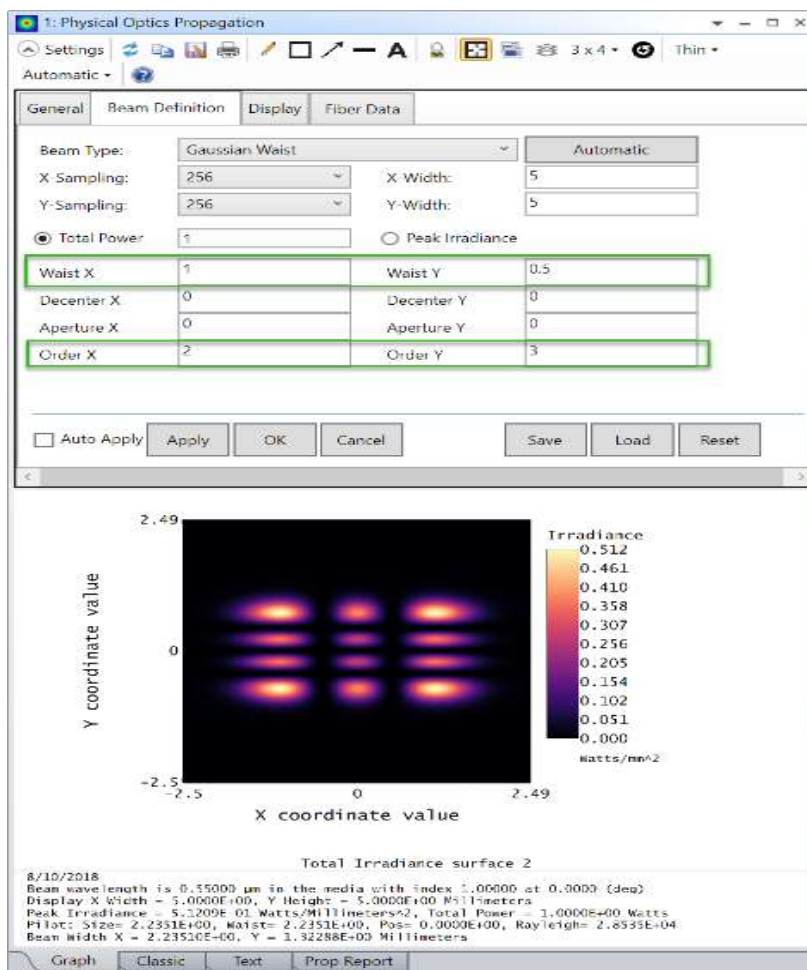 1: Physical Optics Propagation
Settings A 3 x 4 Thin
Automatic
General Beam Definition Display Fiber Data
Beam Type: Gaussian Waist Automatic
X-Sampling: 256 X-Width: 5
Y-Sampling: 256 Y-Width: 5
Total Power 1 Peak Irradiance
Waist X 1 Waist Y 0.5
Decenter X 0 Decenter Y 0
Aperture X 0 Aperture Y 0
Order X 2 Order Y 3
Auto Apply Apply OK Cancel Save Load Reset
2.49
Irradiance
0.512
0.461
0.410
0.358
0.307
0.256
0.205
0.154
0.102
0.051
0.000
Watts/mm^2
Y coordinate value
0
-2.5
-2.5 0 2.49
X coordinate value
Total Irradiance surface 2
8/10/2018
Beam wavelength is 0.55000 µm in the media with index 1.00000 at 0.0000 (deg)
Display X Width = 5.0000E+00, Y Height = 5.0000E+00 Millimeters
Peak Irradiance = 5.1209E-01 Watts/Millimeters^2, Total Power = 1.0000E+00 Watts
Pilot: Size= 2.2351E+00, Waist= 2.2351E+00, Pos= 0.0000E+00, Rayleigh= 2.8535E+04
Beam Width X = 2.23510E+00, Y = 1.32288E+00 Millimeters
Graph Classic Text Prop Report